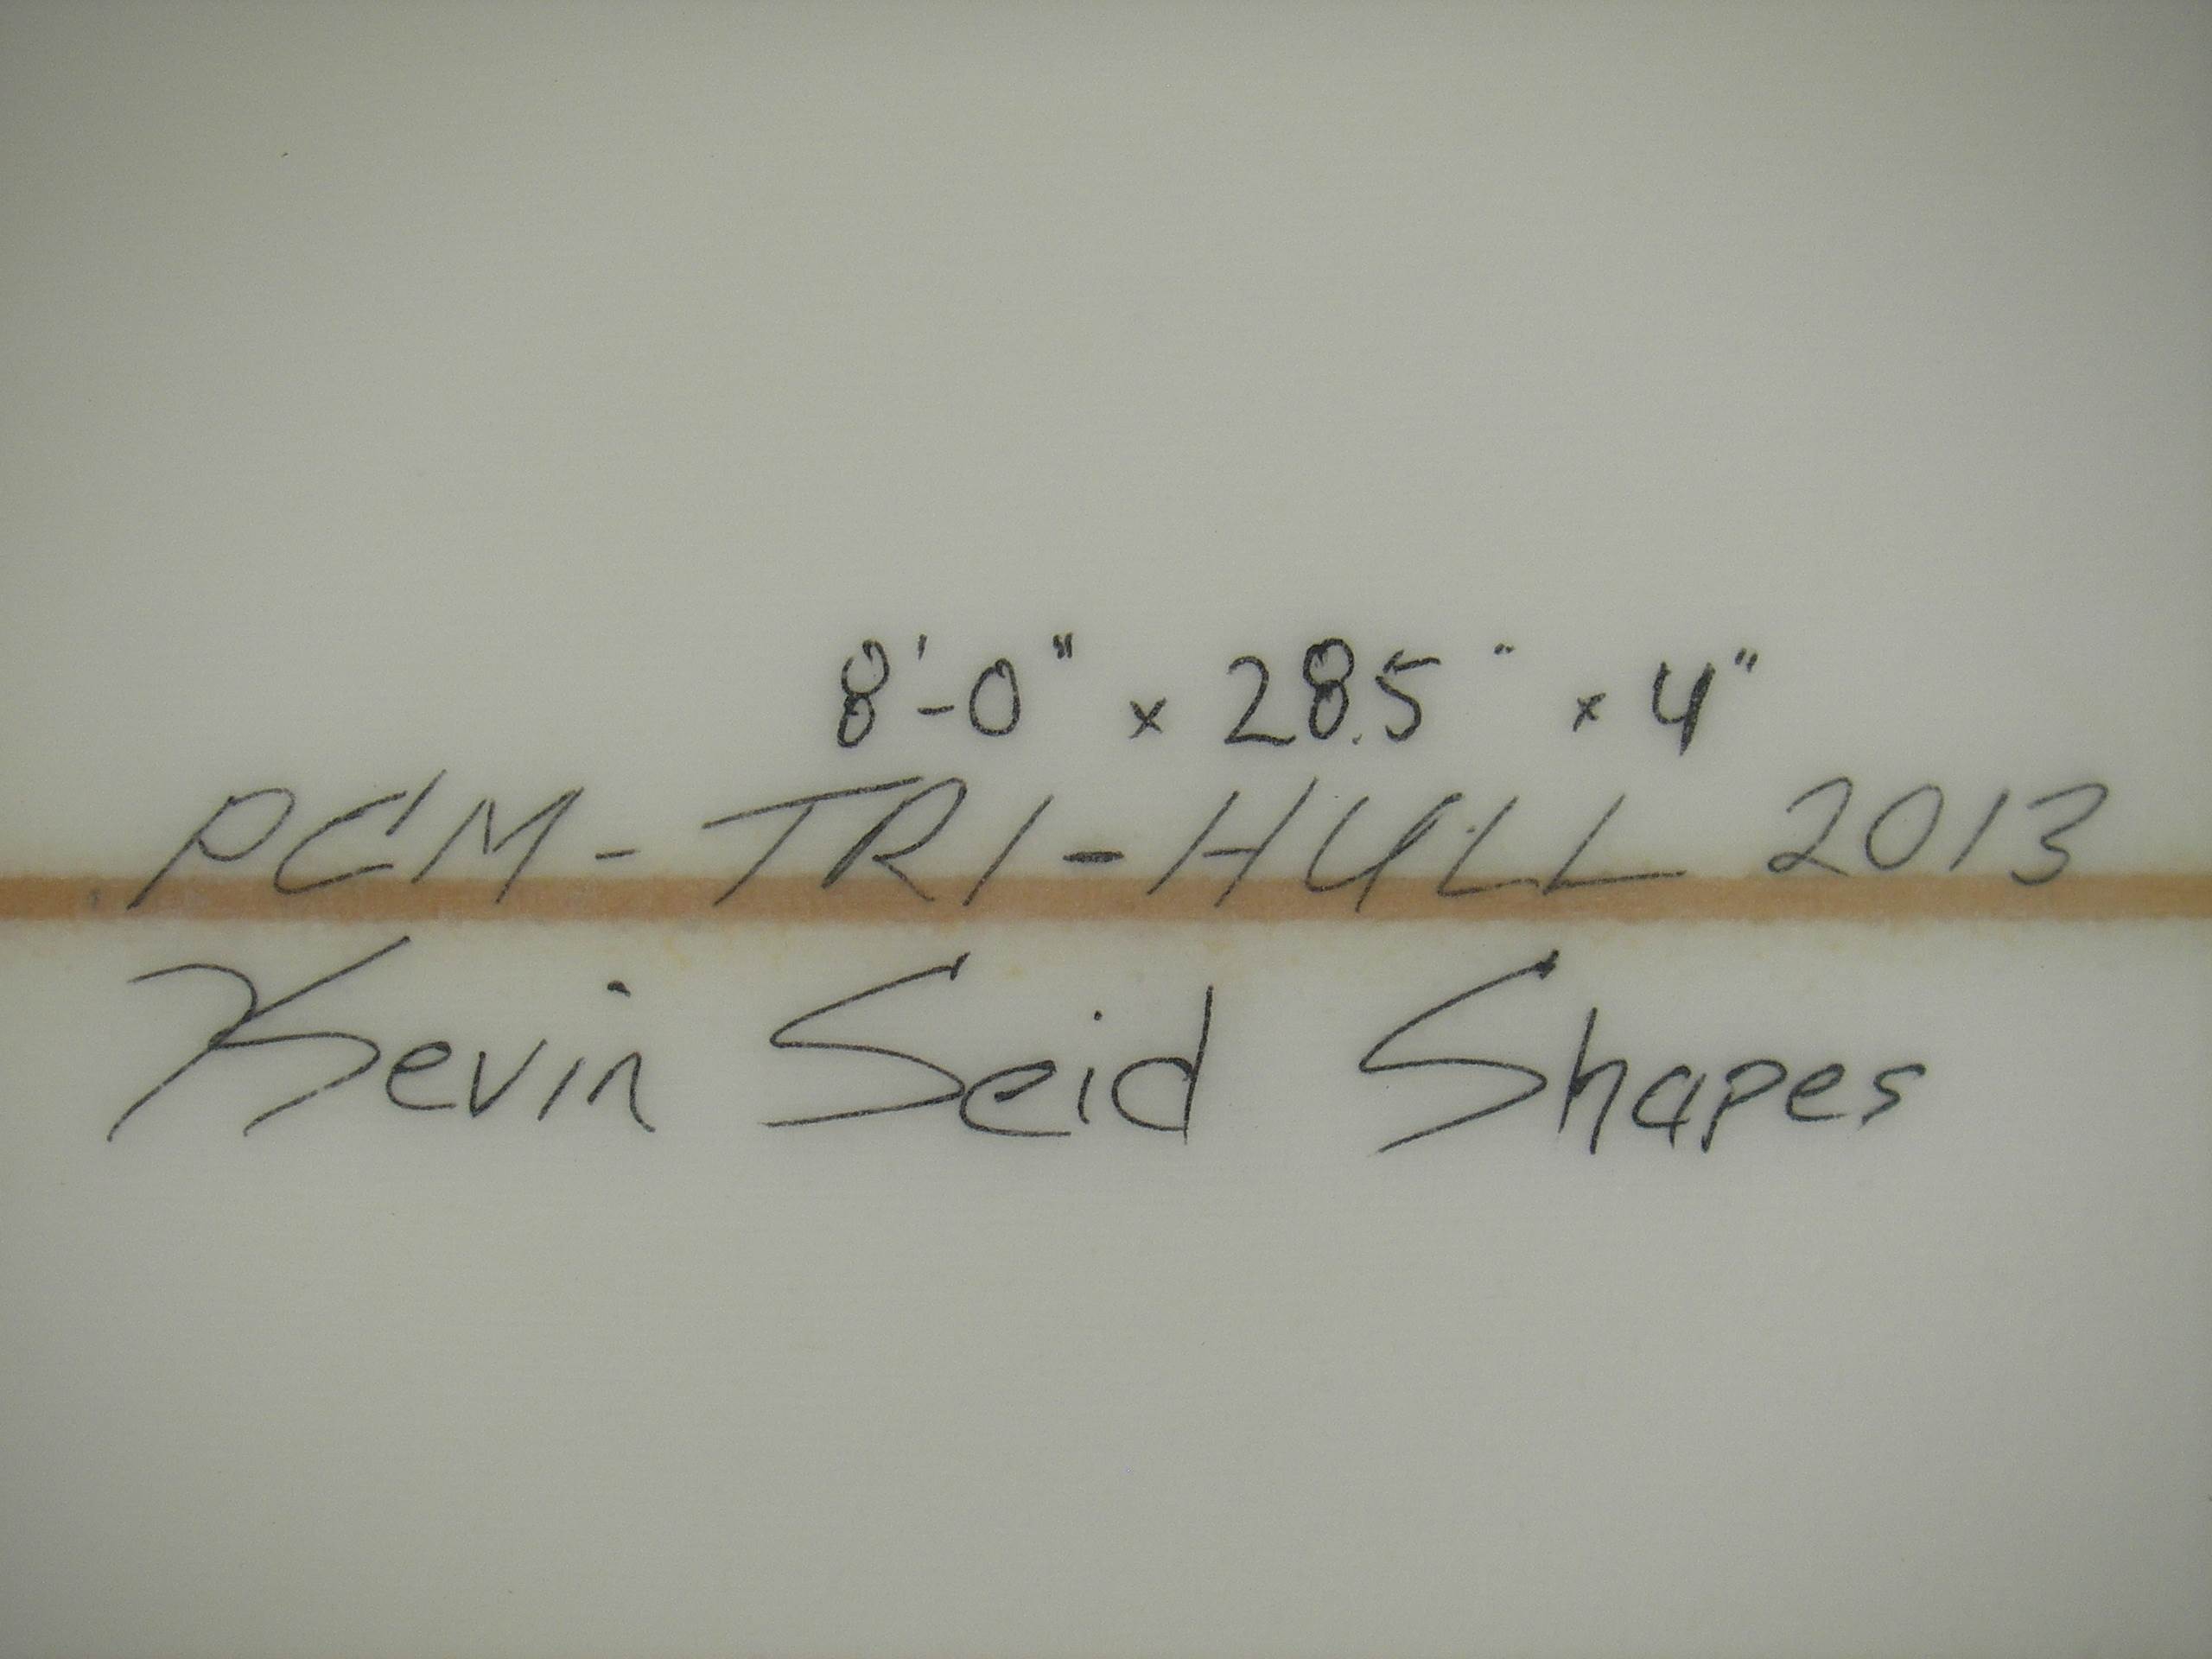 8'-0" x 28.5" x 4"
PCM-TRI-HULL 2013
Kevin Seid Shapes